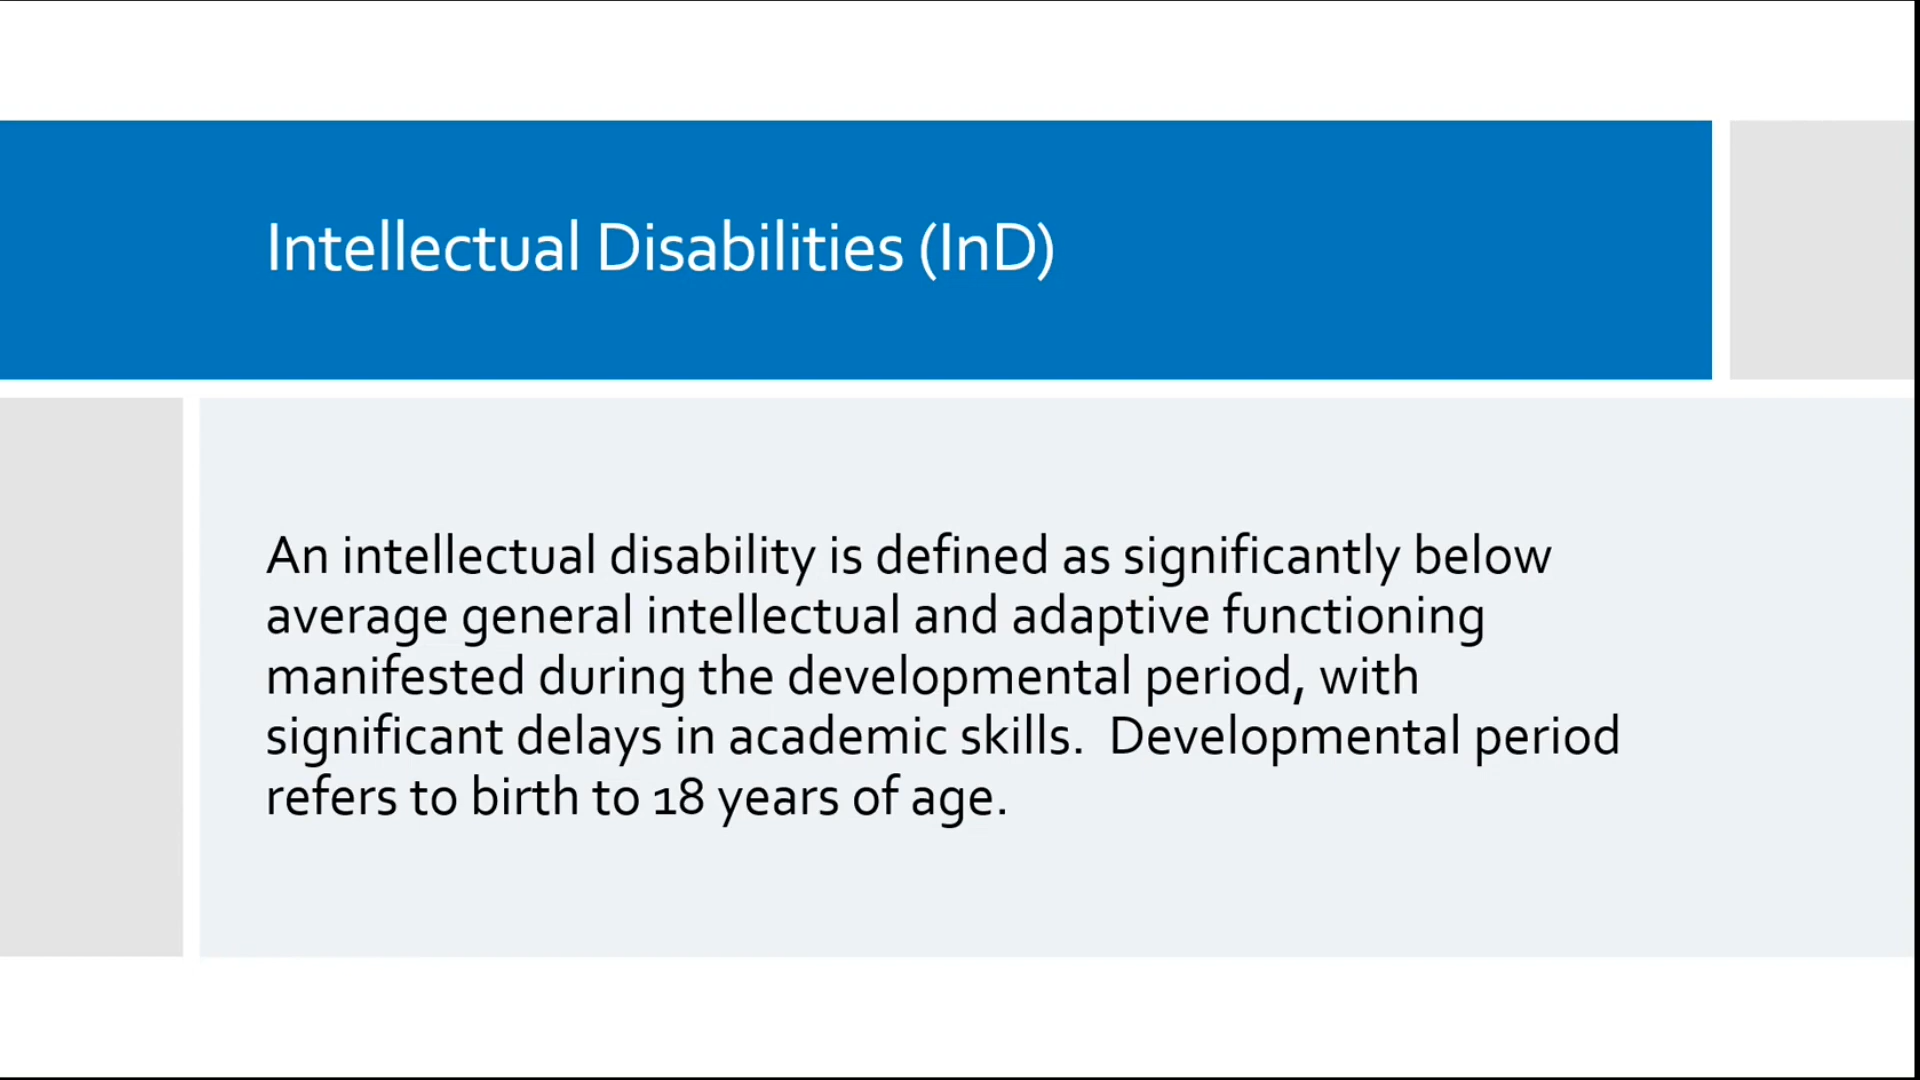 Intellectual Disabilities (InD)
An intellectual disability is defined as significantly below
average general intellectual and adaptive functioning
manifested during the developmental period, with
significant delays in academic skills.  Developmental period
refers to birth to 18 years of age.